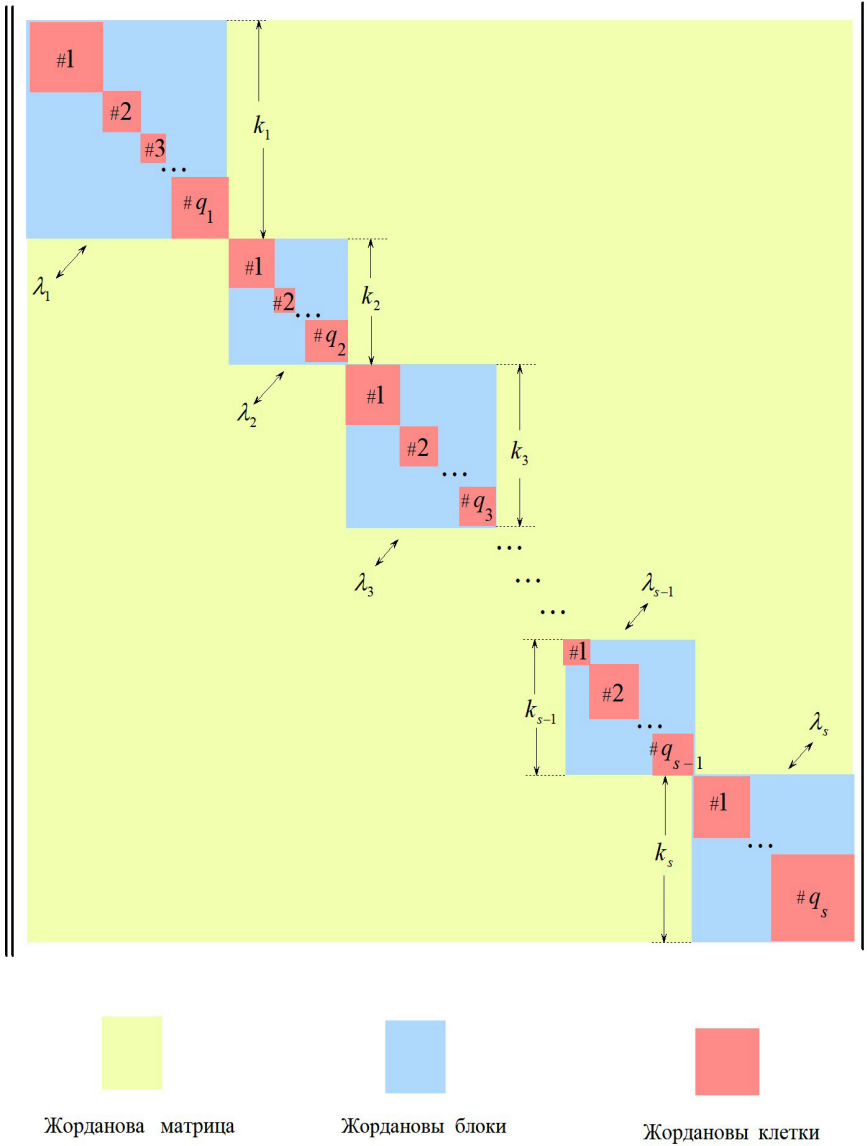 #1
#2
#3
...
# q₁
k₁
λ₁
#1
#2
...
# q₂
k₂
λ₂
#1
#2
...
# q₃
k₃
λ₃
...
...
...
λₛ₋₁
#1
#2
...
# qₛ₋₁
kₛ₋₁
λₛ
#1
...
# qₛ
kₛ
Жорданова матрица
Жордановы блоки
Жордановы клетки